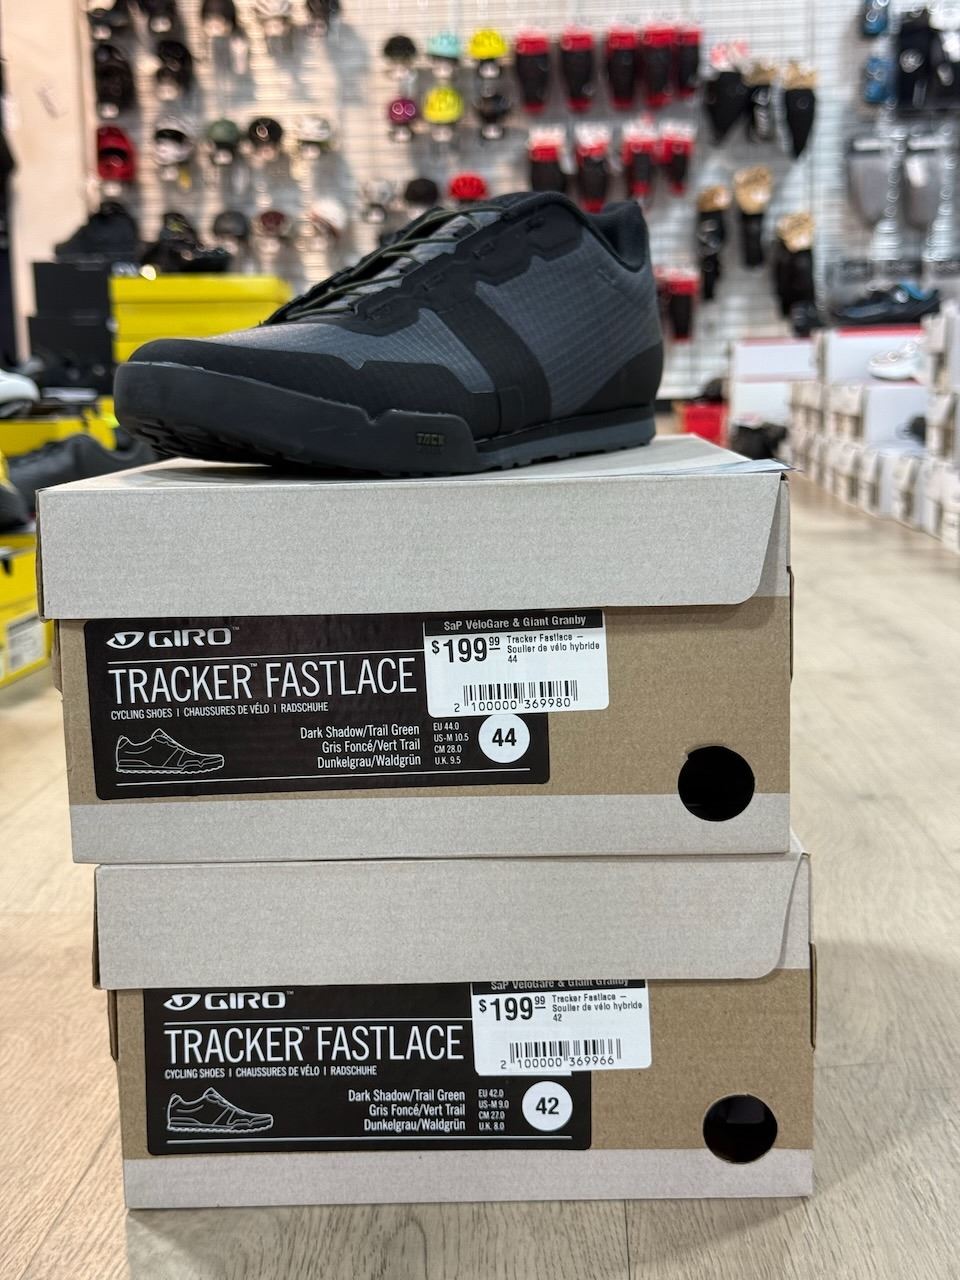 TACK
GIRO™
TRACKER™ FASTLACE
CYCLING SHOES | CHAUSSURES DE VÉLO | RADSCHUHE
Dark Shadow/Trail Green
Gris Foncé/Vert Trail
Dunkelgrau/Waldgrün
EU 44.0
US-M 10.5
CM 28.0
U.K. 9.5
44
SaP VéloGare & Giant Granby
$199.99
Tracker Fastlace –
Soulier de vélo hybride
44
2 100000 369980
GIRO™
TRACKER™ FASTLACE
CYCLING SHOES | CHAUSSURES DE VÉLO | RADSCHUHE
Dark Shadow/Trail Green
Gris Foncé/Vert Trail
Dunkelgrau/Waldgrün
EU 42.0
US-M 9.0
CM 27.0
U.K. 8.0
42
SaP VéloGare & Giant Granby
$199.99
Tracker Fastlace –
Soulier de vélo hybride
42
2 100000 369966